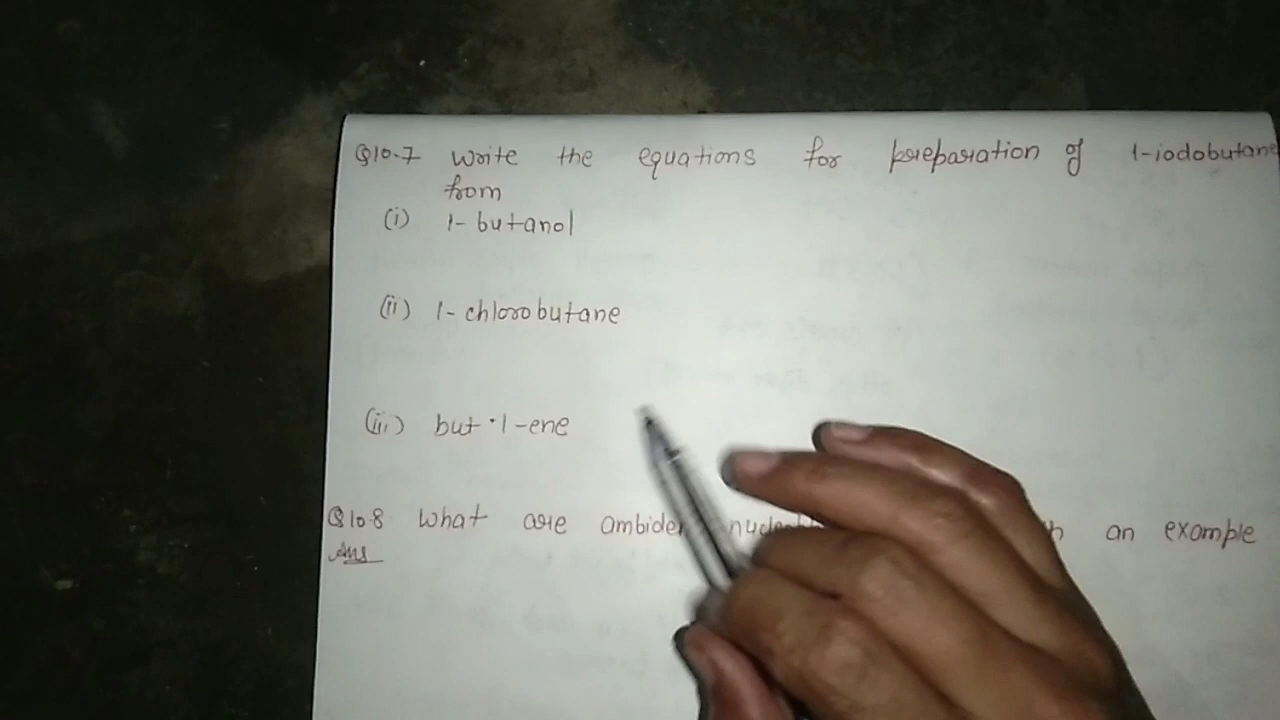 Q10.7 Write the equations for preparation of 1-iodobutane
from
(i) 1- butanol
(ii) 1- chlorobutane
(iii) but-1-ene
Q10.8 What are an example
Ans